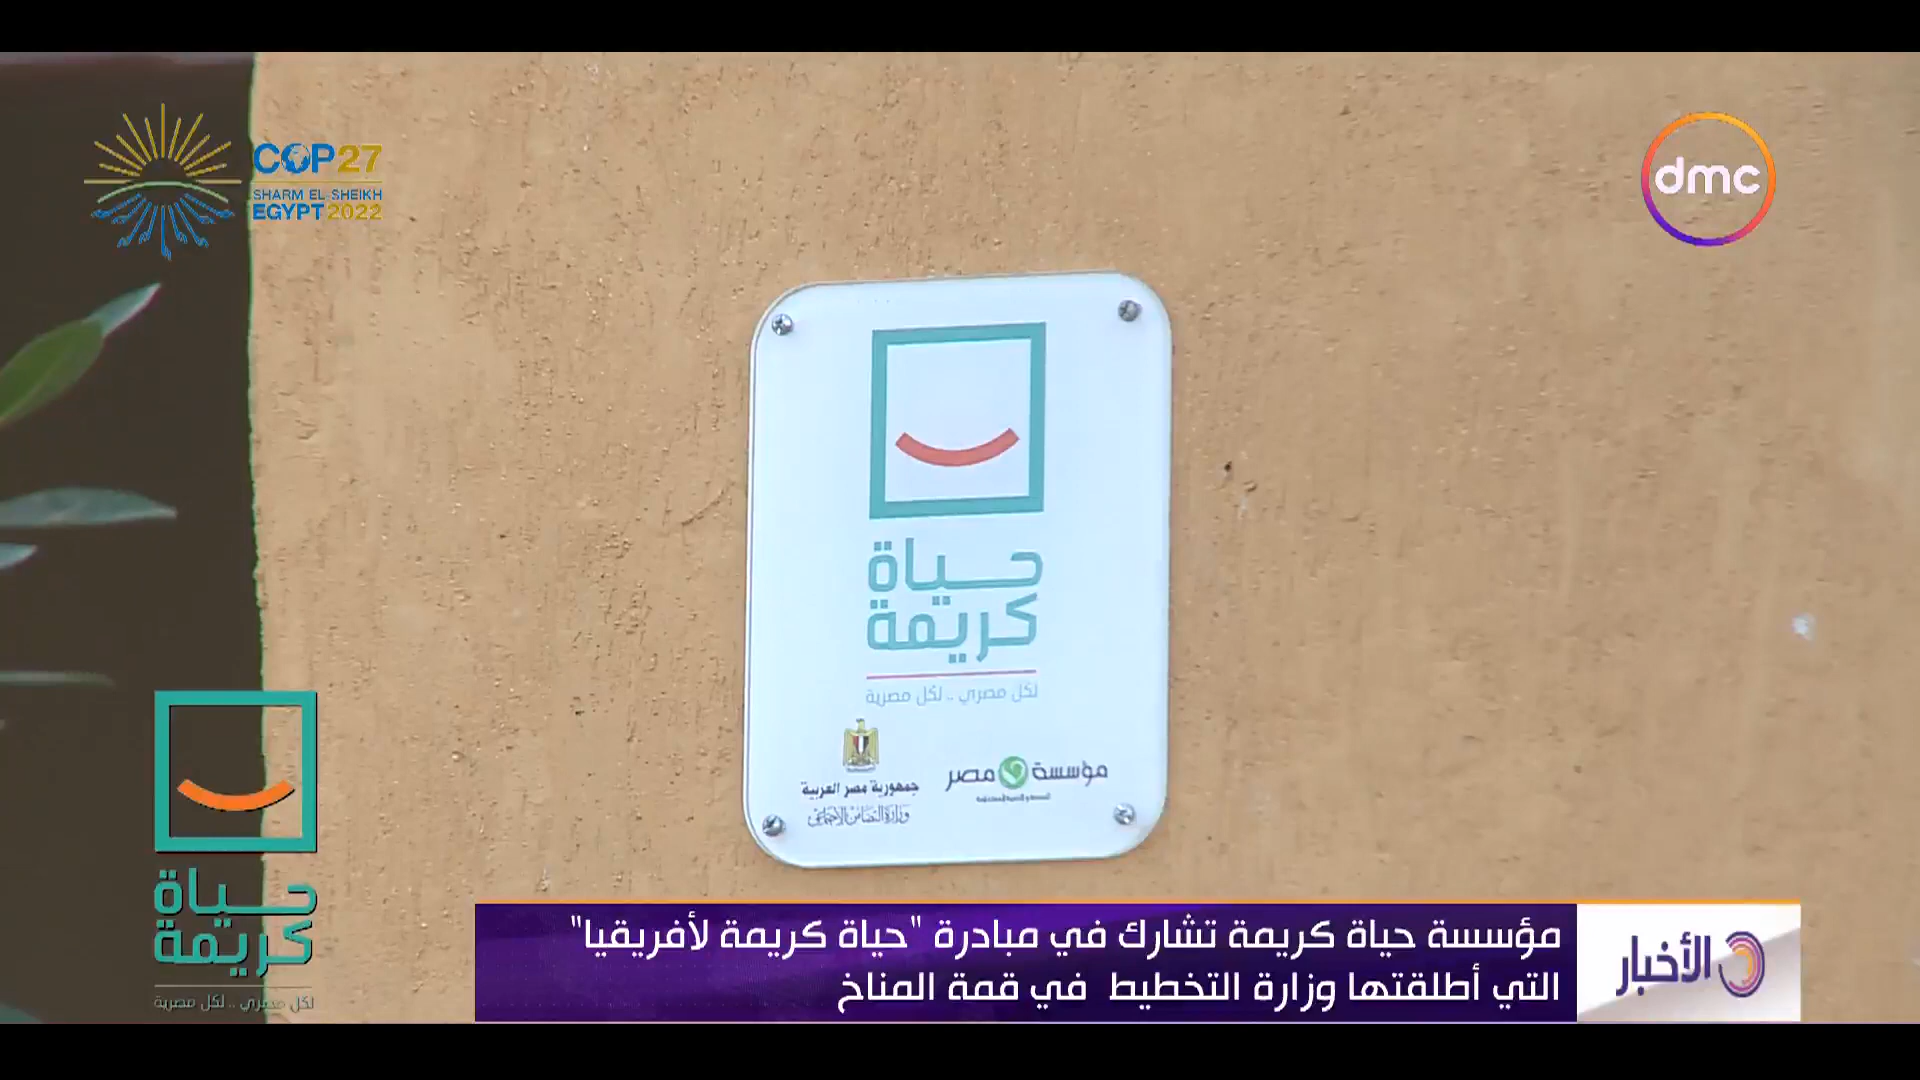 COP27
SHARM EL-SHEIKH
EGYPT 2022
dmc
حياة
كريمة
لكل مصري .. لكل مصرية
جمهورية مصر العربية
وزارة التضامن الاجتماعي
مؤسسة مصر
حياة
كريمة
لكل مصري .. لكل مصرية
الأخبار
مؤسسة حياة كريمة تشارك في مبادرة "حياة كريمة لأفريقيا"
التي أطلقتها وزارة التخطيط في قمة المناخ